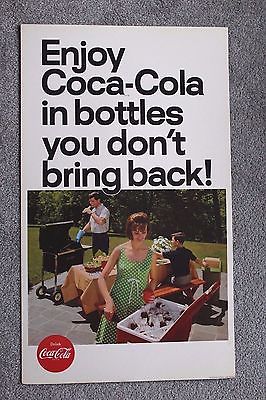 Enjoy
Coca-Cola
in bottles
you don't
bring back!
Drink
Coca-Cola